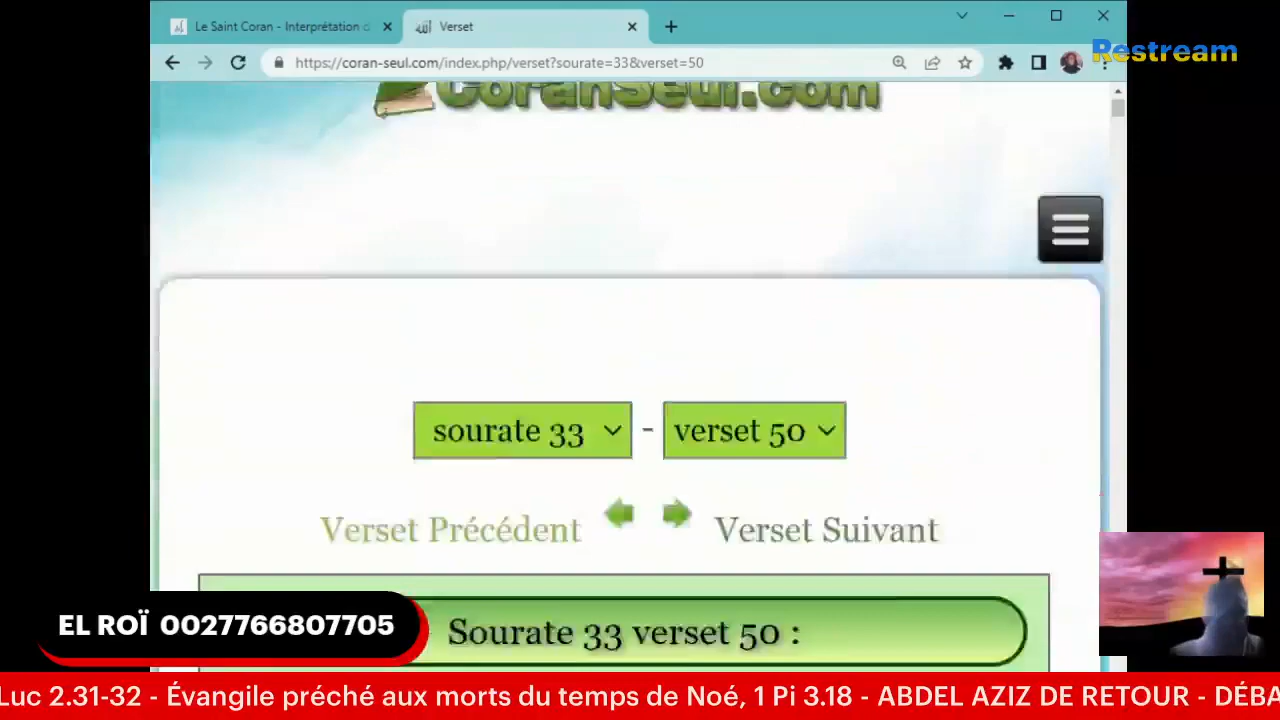 Le Saint Coran - Interprétation d
Verset
https://coran-seul.com/index.php/verset?sourate=33&verset=50
Restream
CoranSeul.com
sourate 33 - verset 50
Verset Précédent Verset Suivant
Sourate 33 verset 50 :
EL ROÏ 0027766807705
Luc 2.31-32 - Évangile préché aux morts du temps de Noé, 1 Pi 3.18 - ABDEL AZIZ DE RETOUR - DÉBA